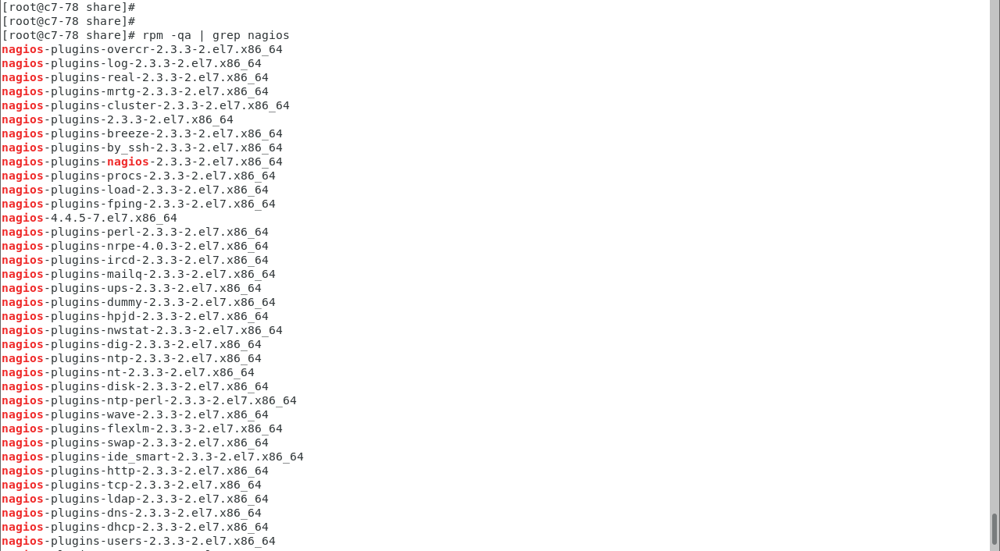 [root@c7-78 share]#
[root@c7-78 share]#
[root@c7-78 share]# rpm -qa | grep nagios
nagios-plugins-overcr-2.3.3-2.el7.x86_64
nagios-plugins-log-2.3.3-2.el7.x86_64
nagios-plugins-real-2.3.3-2.el7.x86_64
nagios-plugins-mrtg-2.3.3-2.el7.x86_64
nagios-plugins-cluster-2.3.3-2.el7.x86_64
nagios-plugins-2.3.3-2.el7.x86_64
nagios-plugins-breeze-2.3.3-2.el7.x86_64
nagios-plugins-by_ssh-2.3.3-2.el7.x86_64
nagios-plugins-nagios-2.3.3-2.el7.x86_64
nagios-plugins-procs-2.3.3-2.el7.x86_64
nagios-plugins-load-2.3.3-2.el7.x86_64
nagios-plugins-fping-2.3.3-2.el7.x86_64
nagios-4.4.5-7.el7.x86_64
nagios-plugins-perl-2.3.3-2.el7.x86_64
nagios-plugins-nrpe-4.0.3-2.el7.x86_64
nagios-plugins-ircd-2.3.3-2.el7.x86_64
nagios-plugins-mailq-2.3.3-2.el7.x86_64
nagios-plugins-ups-2.3.3-2.el7.x86_64
nagios-plugins-dummy-2.3.3-2.el7.x86_64
nagios-plugins-hpjd-2.3.3-2.el7.x86_64
nagios-plugins-nwstat-2.3.3-2.el7.x86_64
nagios-plugins-dig-2.3.3-2.el7.x86_64
nagios-plugins-ntp-2.3.3-2.el7.x86_64
nagios-plugins-nt-2.3.3-2.el7.x86_64
nagios-plugins-disk-2.3.3-2.el7.x86_64
nagios-plugins-ntp-perl-2.3.3-2.el7.x86_64
nagios-plugins-wave-2.3.3-2.el7.x86_64
nagios-plugins-flexlm-2.3.3-2.el7.x86_64
nagios-plugins-swap-2.3.3-2.el7.x86_64
nagios-plugins-ide_smart-2.3.3-2.el7.x86_64
nagios-plugins-http-2.3.3-2.el7.x86_64
nagios-plugins-tcp-2.3.3-2.el7.x86_64
nagios-plugins-ldap-2.3.3-2.el7.x86_64
nagios-plugins-dns-2.3.3-2.el7.x86_64
nagios-plugins-dhcp-2.3.3-2.el7.x86_64
nagios-plugins-users-2.3.3-2.el7.x86_64